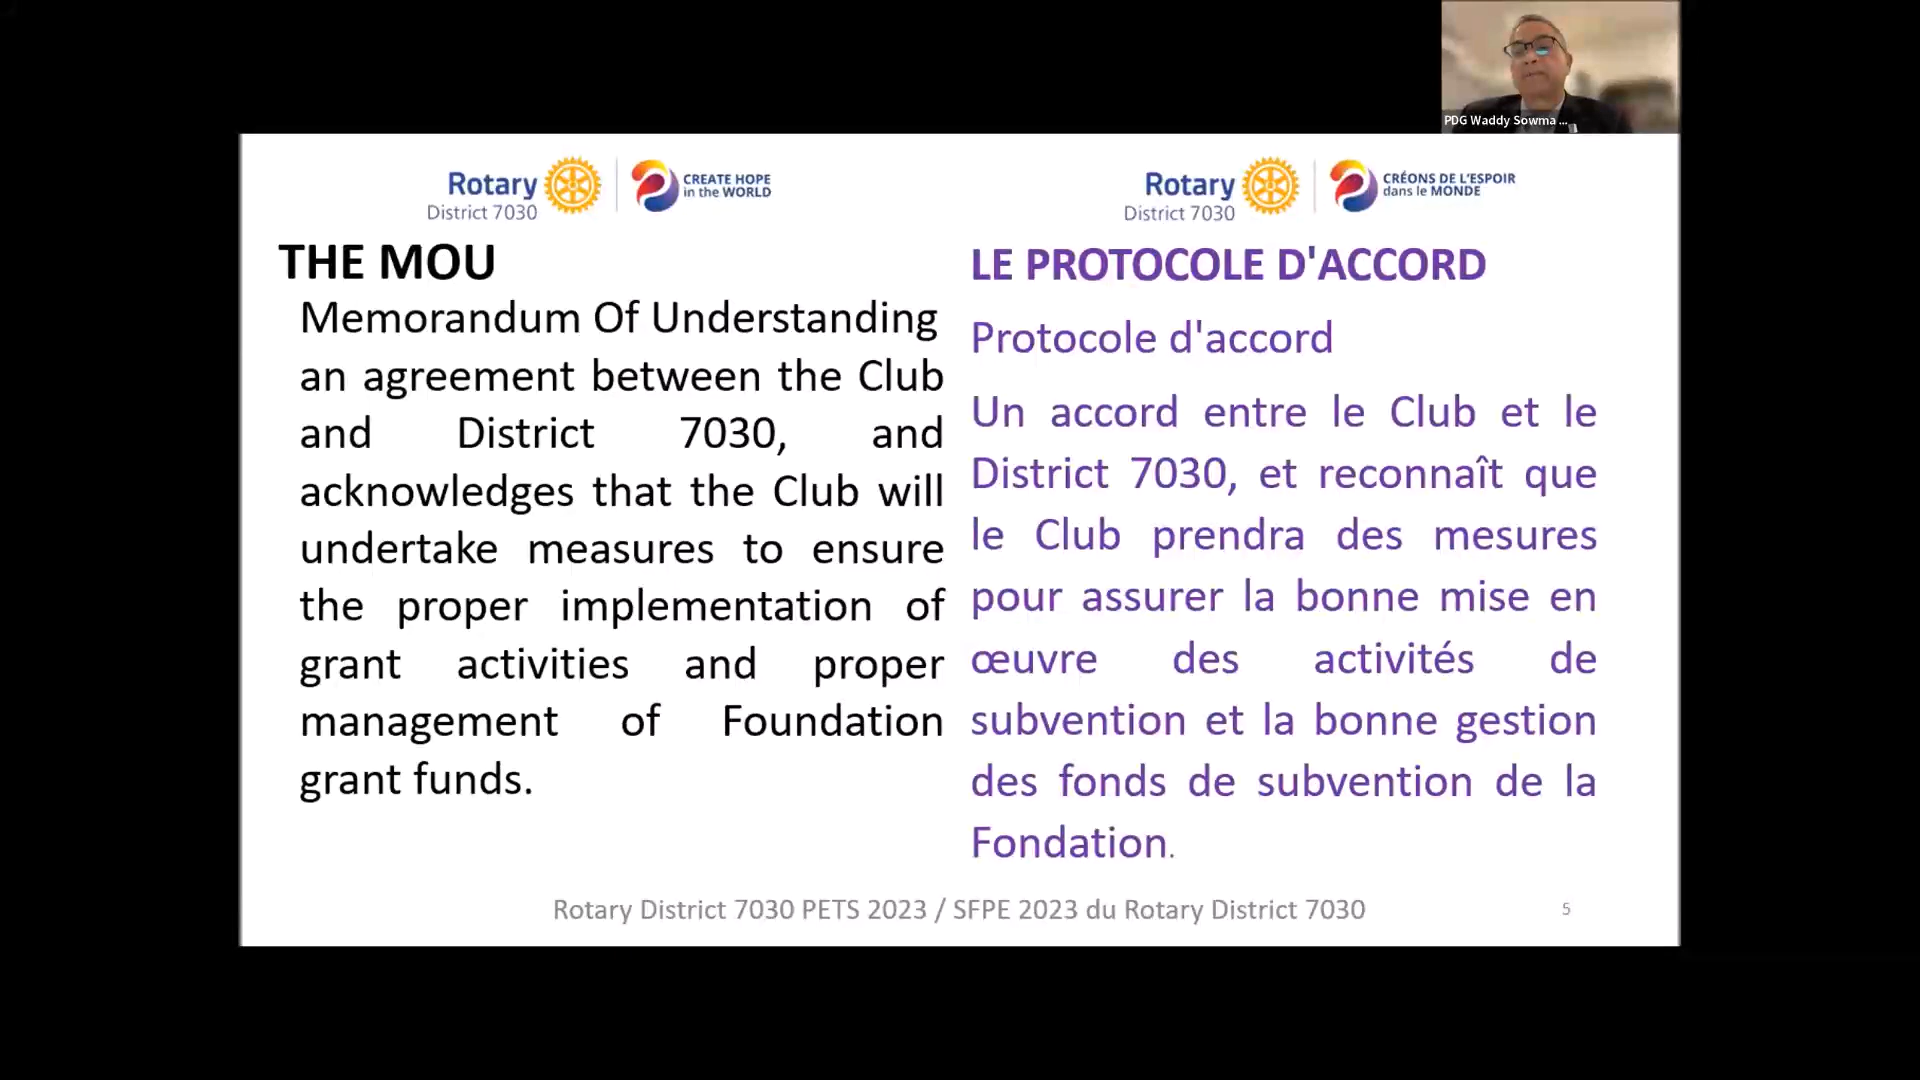 PDG Waddy Sowma ...
Rotary
District 7030
CREATE HOPE
in the WORLD
Rotary
District 7030
CRÉONS DE L'ESPOIR
dans le MONDE
THE MOU
Memorandum Of Understanding
an agreement between the Club
and District 7030, and
acknowledges that the Club will
undertake measures to ensure
the proper implementation of
grant activities and proper
management of Foundation
grant funds.
LE PROTOCOLE D'ACCORD
Protocole d'accord
Un accord entre le Club et le
District 7030, et reconnaît que
le Club prendra des mesures
pour assurer la bonne mise en
œuvre des activités de
subvention et la bonne gestion
des fonds de subvention de la
Fondation.
Rotary District 7030 PETS 2023 / SFPE 2023 du Rotary District 7030
5